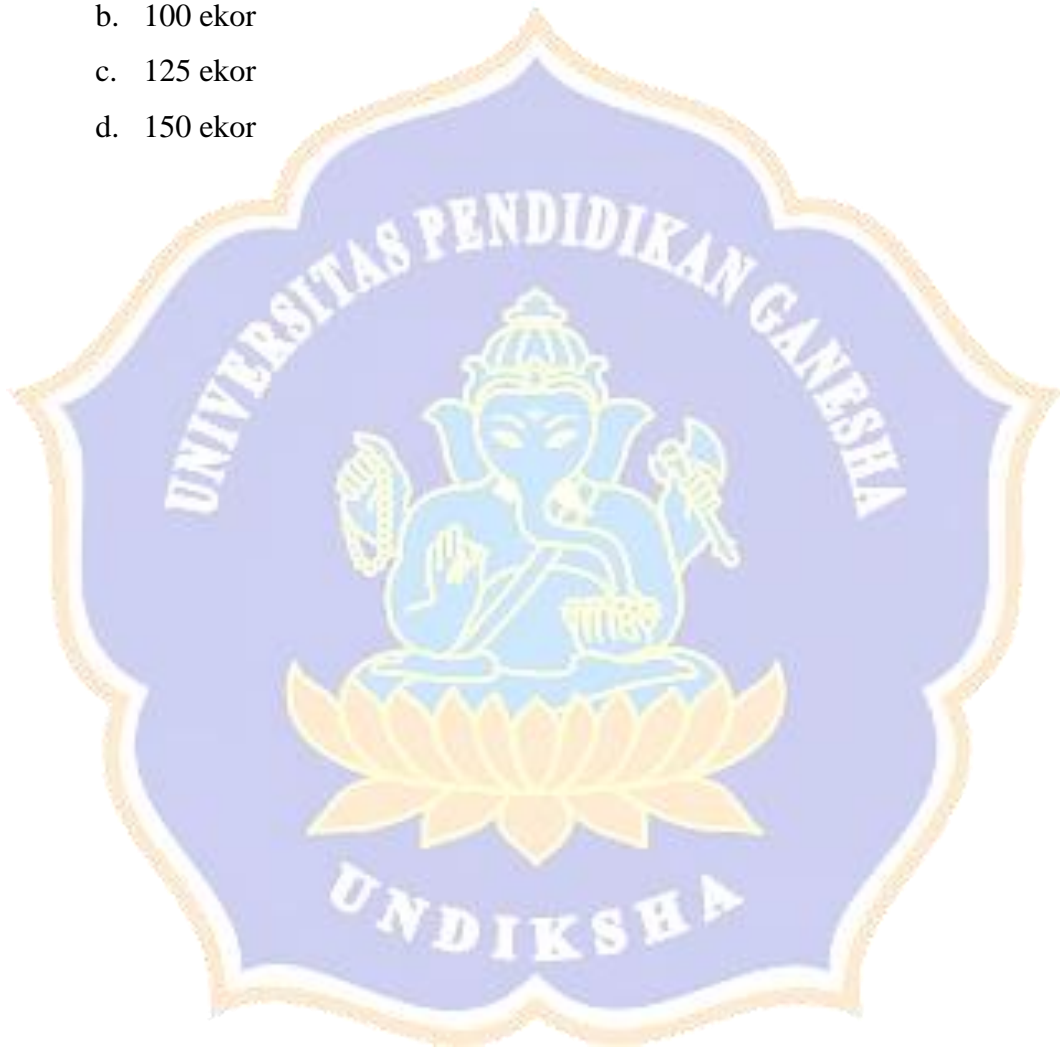 b. 100 ekor
c. 125 ekor
d. 150 ekor
UNIVERSITAS PENDIDIKAN GANESHA
UNDIKSHA